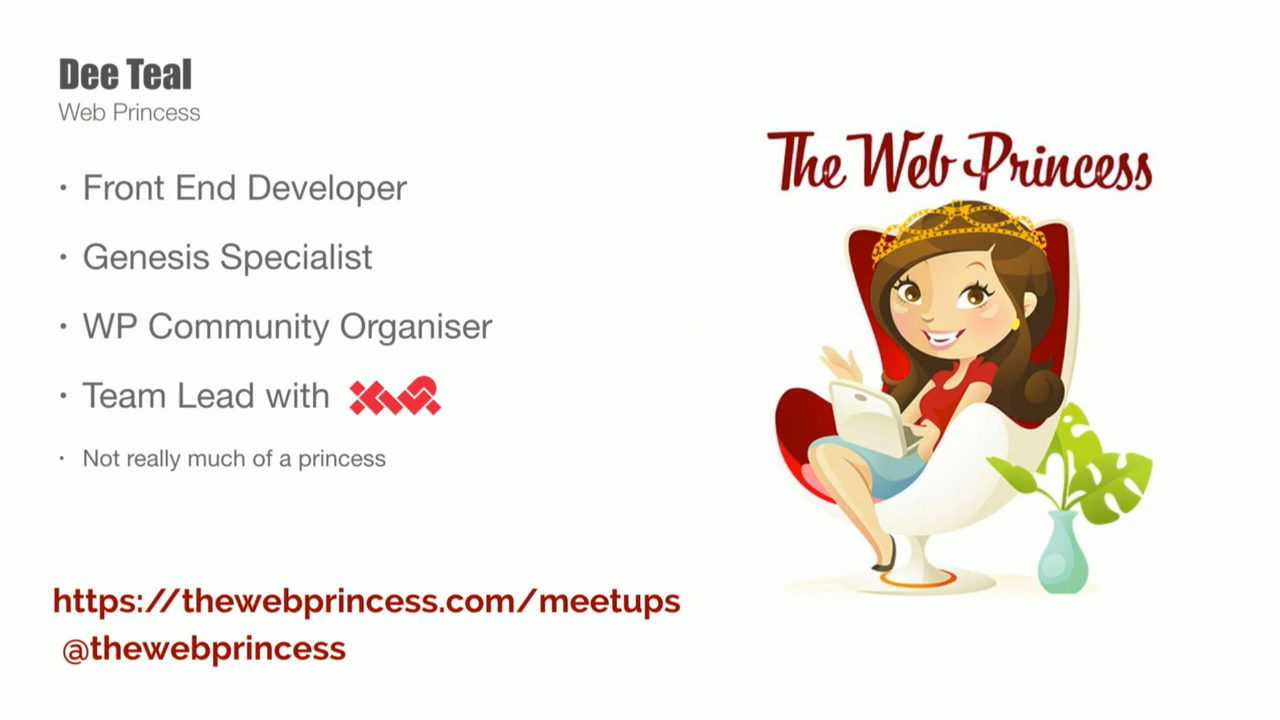 Dee Teal
Web Princess
• Front End Developer
• Genesis Specialist
• WP Community Organiser
• Team Lead with XWP
• Not really much of a princess
https://thewebprincess.com/meetups
@thewebprincess
The Web Princess